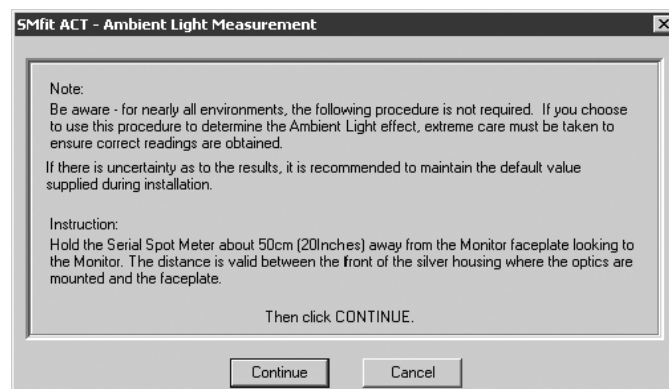 SMfit ACT - Ambient Light Measurement
Note:
Be aware - for nearly all environments, the following procedure is not required. If you choose
to use this procedure to determine the Ambient Light effect, extreme care must be taken to
ensure correct readings are obtained.
If there is uncertainty as to the results, it is recommended to maintain the default value
supplied during installation.
Instruction:
Hold the Serial Spot Meter about 50cm (20Inches) away from the Monitor faceplate looking to
the Monitor. The distance is valid between the front of the silver housing where the optics are
mounted and the faceplate.
Then click CONTINUE.
Continue Cancel